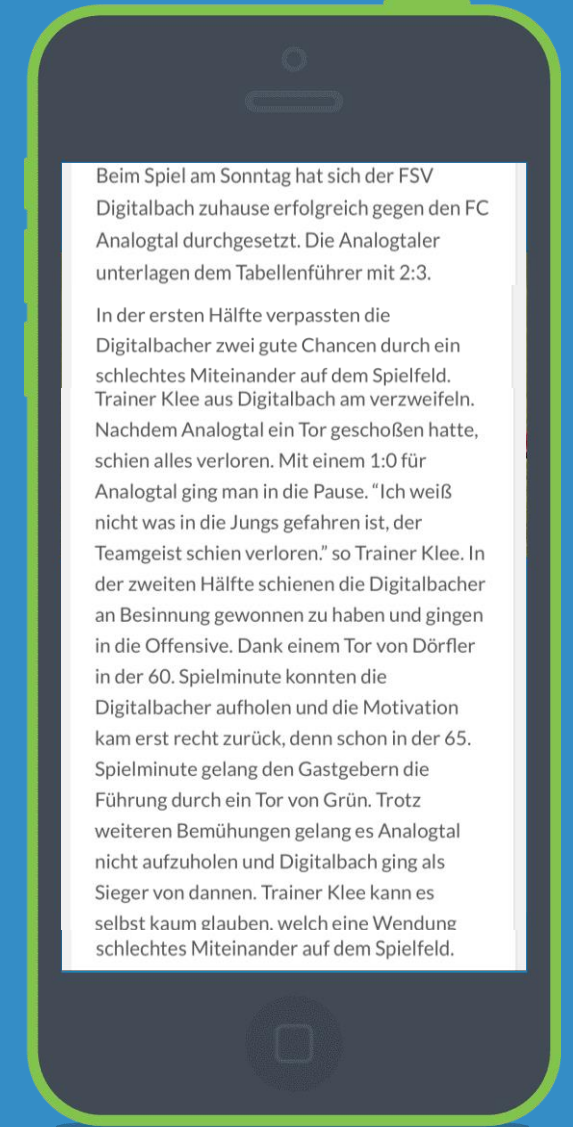 Beim Spiel am Sonntag hat sich der FSV
Digitalbach zuhause erfolgreich gegen den FC
Analogtal durchgesetzt. Die Analogtaler
unterlagen dem Tabellenführer mit 2:3.
In der ersten Hälfte verpassten die
Digitalbacher zwei gute Chancen durch ein
schlechtes Miteinander auf dem Spielfeld.
Trainer Klee aus Digitalbach am verzweifeln.
Nachdem Analogtal ein Tor geschoßen hatte,
schien alles verloren. Mit einem 1:0 für
Analogtal ging man in die Pause. “Ich weiß
nicht was in die Jungs gefahren ist, der
Teamgeist schien verloren.” so Trainer Klee. In
der zweiten Hälfte schienen die Digitalbacher
an Besinnung gewonnen zu haben und gingen
in die Offensive. Dank einem Tor von Dörfler
in der 60. Spielminute konnten die
Digitalbacher aufholen und die Motivation
kam erst recht zurück, denn schon in der 65.
Spielminute gelang den Gastgebern die
Führung durch ein Tor von Grün. Trotz
weiteren Bemühungen gelang es Analogtal
nicht aufzuholen und Digitalbach ging als
Sieger von dannen. Trainer Klee kann es
selbst kaum glauben, welch eine Wendung
schlechtes Miteinander auf dem Spielfeld.